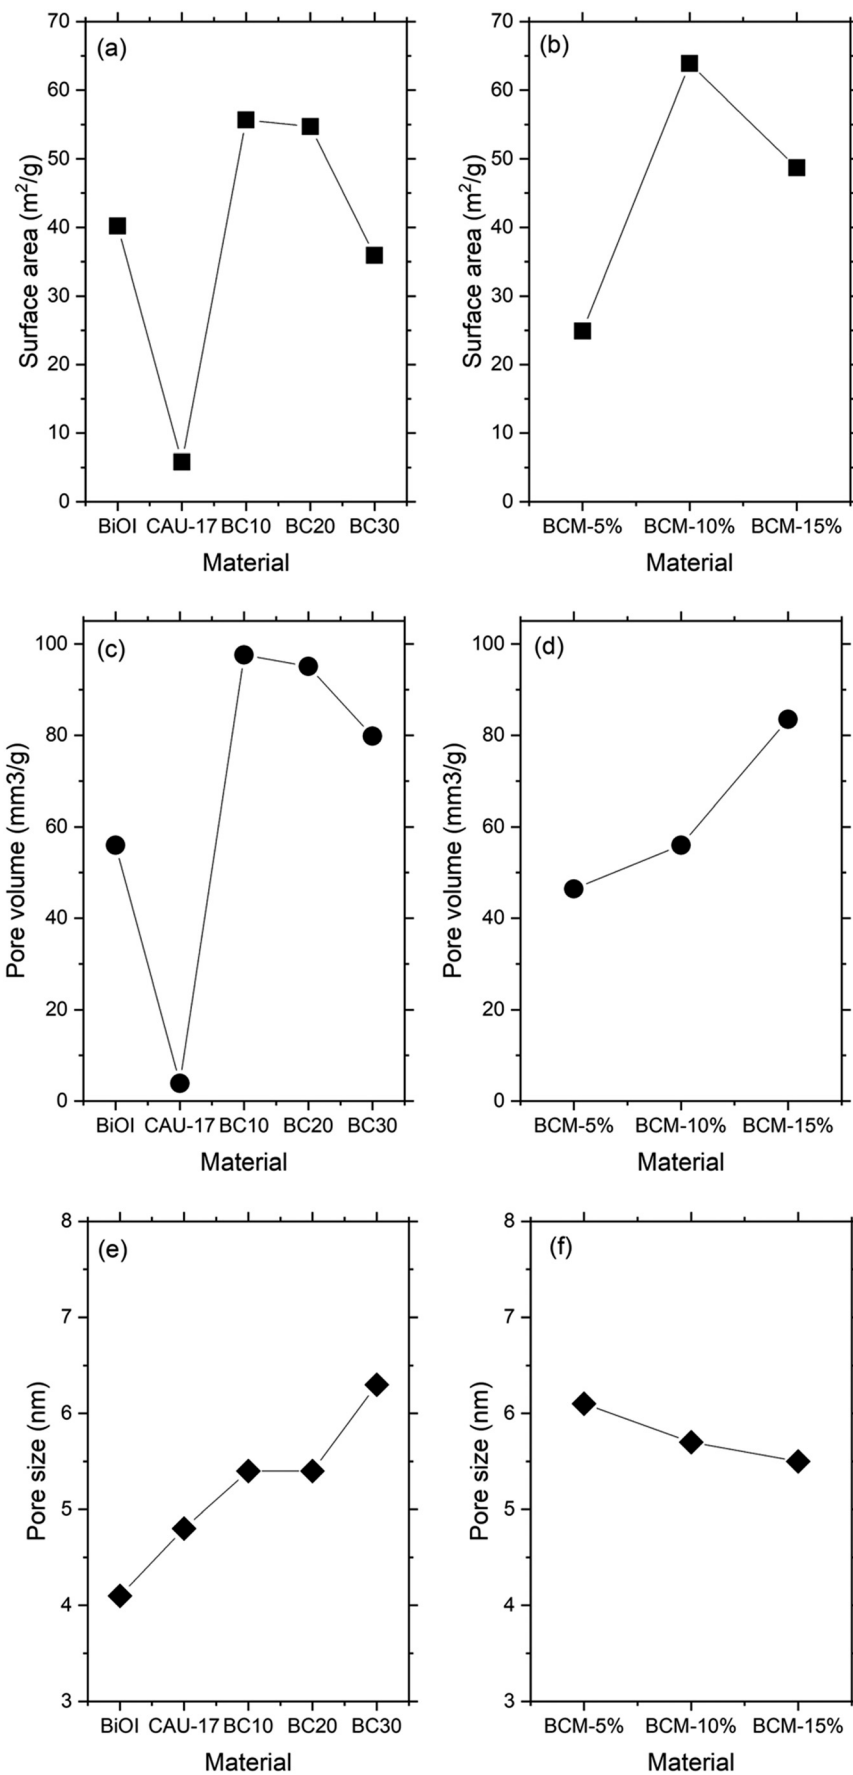 (a)
70
60
50
40
30
20
10
0
Surface area (m²/g)
BiOI CAU-17 BC10 BC20 BC30
Material
(b)
70
60
50
40
30
20
10
0
Surface area (m²/g)
BCM-5% BCM-10% BCM-15%
Material
(c)
100
80
60
40
20
0
Pore volume (mm3/g)
BiOI CAU-17 BC10 BC20 BC30
Material
(d)
100
80
60
40
20
0
Pore volume (mm3/g)
BCM-5% BCM-10% BCM-15%
Material
(e)
8
7
6
5
4
3
Pore size (nm)
BiOI CAU-17 BC10 BC20 BC30
Material
(f)
8
7
6
5
4
3
Pore size (nm)
BCM-5% BCM-10% BCM-15%
Material